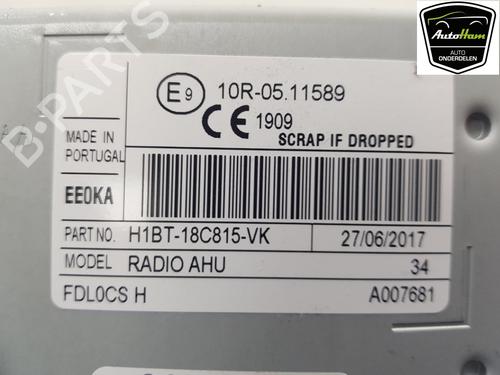 AutoHam
AUTO
ONDERDELEN
B-PARTS
E9
10R-05.11589
CE 1909
SCRAP IF DROPPED
MADE IN
PORTUGAL
EE0KA
PART NO. H1BT-18C815-VK 27/06/2017
MODEL RADIO AHU 34
FDL0CS H A007681